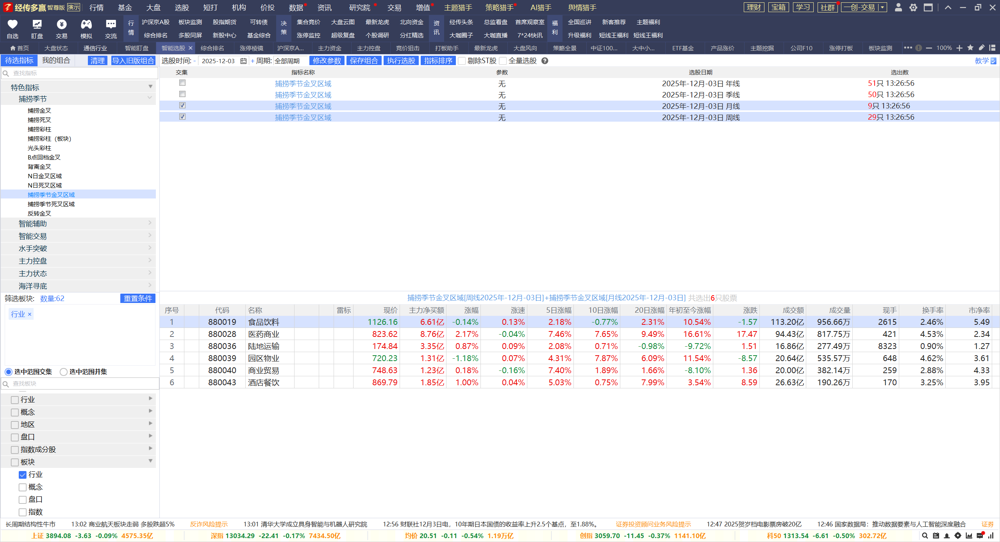 经传多赢 智尊版 演示 行情 基金 大盘 选股 短打 机构 价投 数据 资讯 研究院 交易 增值 主题猎手 策略猎手 AI猎手 舆情猎手 理财 宝箱 学习 社群 一创-交易
行情 沪深京A股 板块监测 股指期货 可转债 决策 集合竞价 大盘云图 最新龙虎 北向资金 资讯 经传头条 总监看盘 首席观察室 福利 全国巡讲 新客推荐 主题福利
自选 盯盘 交易 模拟 交流 综合排名 多股同屏 新股中心 基金综合 涨停监控 超级复盘 个股调研 分红精选 大咖圈子 大咖直播 7*24快讯 升级福利 短线王福利 短线王福利
首页 大盘状态 通信行业 智能盯盘 智能选股 综合排名 涨停棱镜 沪深京A... 主力资金 主力控盘 竞价狙击 打板助手 最新龙虎 大盘风向 策略全景 中证100... 大中小... ETF基金 产品涨价 主题挖掘 公司F10 涨停打板 板块监测 100%
待选指标 我的组合 清理 导入旧版组合 选股时间: - 2025-12-03 + 周期: 全部周期 修改参数 保存组合 执行选股 指标排序 剔除ST股 全量选股 教学
查找指标
交集 指标名称 参数 选股日期 选出数
捕捞季节金叉区域 无 2025年-12月-03日 年线 51只 13:26:56
捕捞季节金叉区域 无 2025年-12月-03日 季线 50只 13:26:56
捕捞季节金叉区域 无 2025年-12月-03日 月线 9只 13:26:56
捕捞季节金叉区域 无 2025年-12月-03日 周线 29只 13:26:56
特色指标
捕捞季节
捕捞金叉
捕捞死叉
捕捞彩柱
捕捞彩柱（板块）
光头彩柱
B点回档金叉
背离金叉
N日金叉区域
N日死叉区域
捕捞季节金叉区域
捕捞季节死叉区域
反转金叉
智能辅助
智能交易
水手突破
主力控盘
主力状态
海洋寻底
筛选板块: 数量:62 重置条件
行业 ×
选中范围交集 选中范围并集
查找板块
行业
概念
地区
盘口
指数成分股
板块
行业
概念
盘口
指数
捕捞季节金叉区域[周线2025年-12月-03日]+捕捞季节金叉区域[月线2025年-12月-03日] 共选出6只股票
序号 代码 名称 雷标 现价 主力净买额 涨幅 涨速 5日涨幅 10日涨幅 20日涨幅 年初至今涨幅 涨跌 成交额 成交量 现手 换手率 市净率
1 880019 食品饮料 1126.16 6.61亿 -0.14% 0.13% 2.18% -0.77% 2.31% 10.54% -1.57 113.20亿 956.66万 2615 2.46% 5.49
2 880028 医药商业 823.62 8.76亿 2.17% -0.04% 7.46% 7.65% 9.49% 16.61% 17.47 94.43亿 817.75万 421 4.53% 2.34
3 880036 陆地运输 174.84 3.35亿 0.87% 0.09% 2.08% 0.71% -0.98% -9.72% 1.51 16.86亿 277.49万 8323 0.90% 1.27
4 880039 园区物业 720.23 1.31亿 -1.18% 0.07% 4.31% 7.87% 6.09% 11.54% -8.57 20.64亿 535.57万 648 4.62% 3.61
5 880040 商业贸易 748.63 1.23亿 0.18% -0.16% 7.40% 1.89% 1.66% -8.10% 1.36 20.00亿 382.14万 259 2.88% 4.33
6 880043 酒店餐饮 869.79 1.85亿 1.00% 0.04% 5.03% 0.75% 7.99% 3.54% 8.59 26.63亿 190.26万 170 3.25% 3.95
长周期结构性牛市 13:02 商业航天板块走弱 多股跌超5% 反诈风险提示 13:01 清华大学成立具身智能与机器人研究院 12:56 财联社12月3日电，10年期日本国债的收益率上升2.5个基点，至1.88%。 证券投资顾问业务风险提示 12:47 2025贺岁档电影票房破20亿 12:46 国家数据局：推动数据要素与人工智能深度融合 证券
上证 3894.08 -3.63 -0.09% 4575.35亿 深指 13034.29 -22.41 -0.17% 7434.50亿 均价 20.51 -0.11 -0.54% 1.19万亿 创指 3059.70 -11.45 -0.37% 1141.10亿 科50 1313.54 -6.61 -0.50% 302.72亿